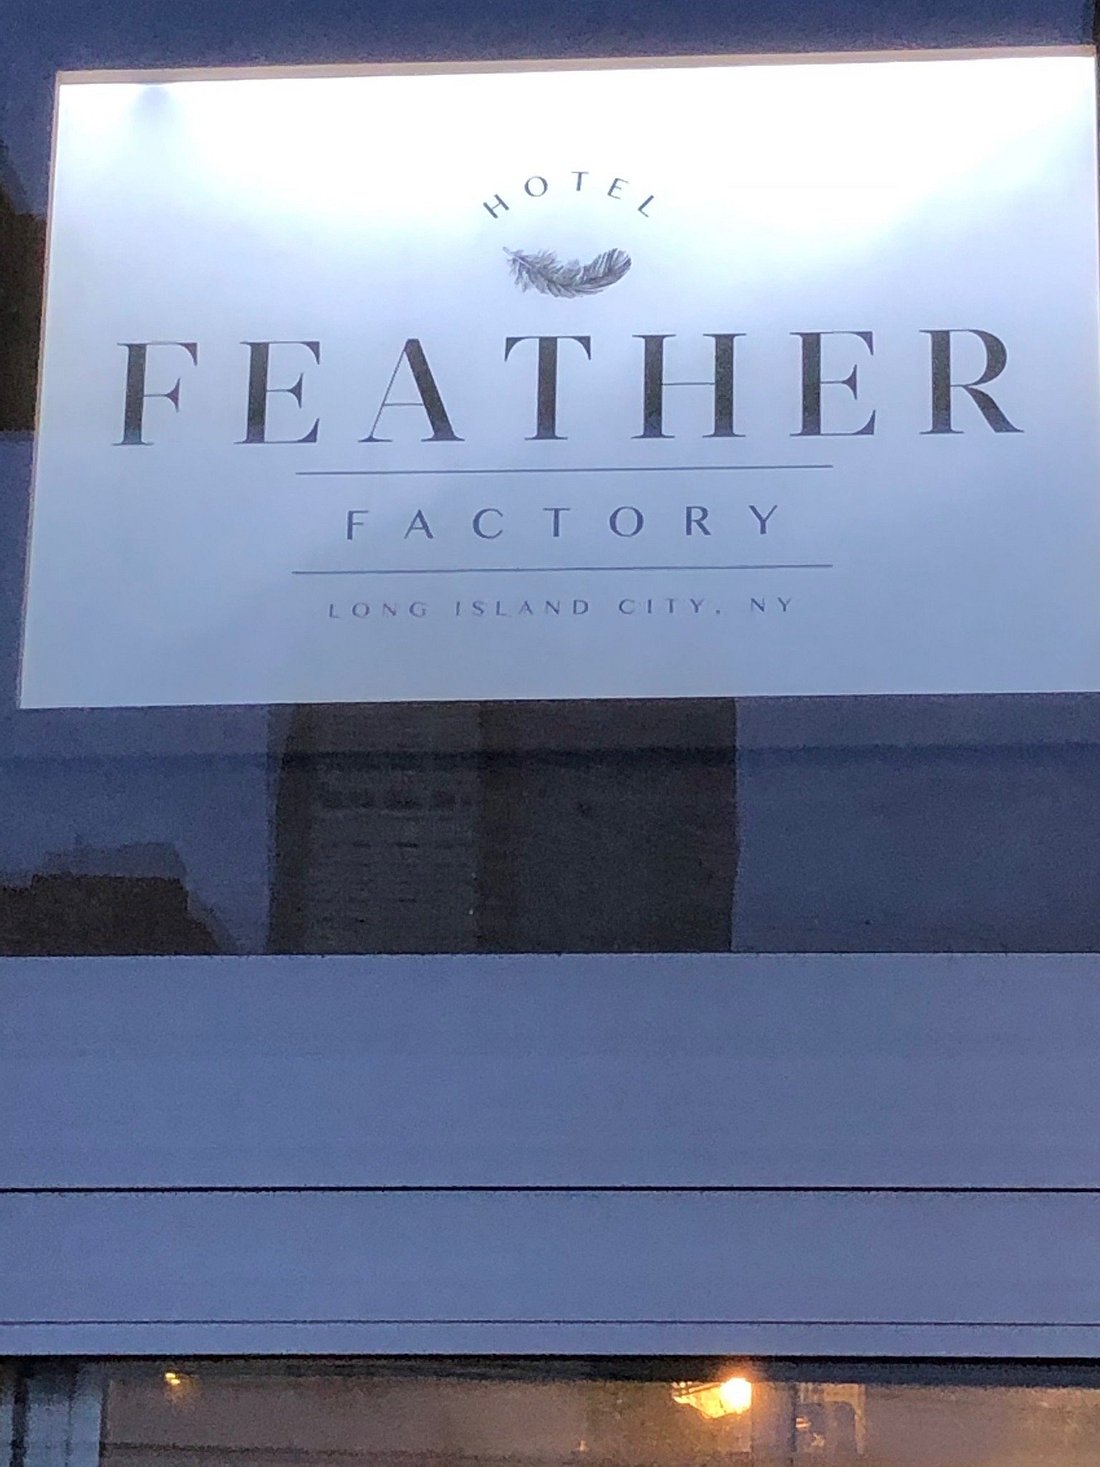 HOTEL
FEATHER
FACTORY
LONG ISLAND CITY, NY